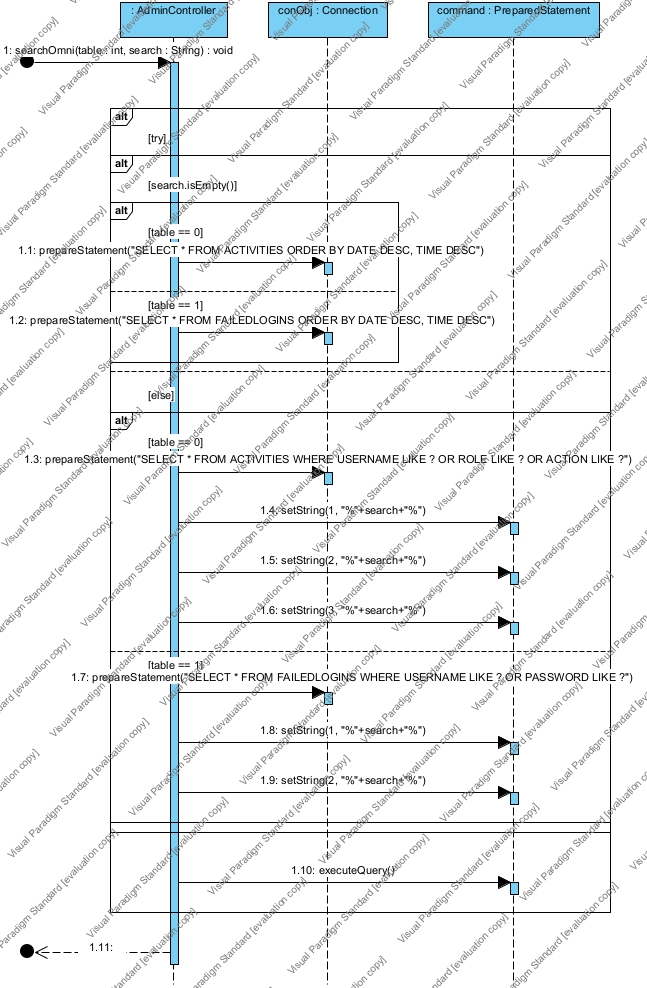 : AdminController
conObj : Connection
command : PreparedStatement
1: searchOmni(table : int, search : String) : void
alt
[try]
alt
[search.isEmpty()]
alt
[table == 0]
1.1: prepareStatement("SELECT * FROM ACTIVITIES ORDER BY DATE DESC, TIME DESC")
[table == 1]
1.2: prepareStatement("SELECT * FROM FAILEDLOGINS ORDER BY DATE DESC, TIME DESC")
[else]
alt
[table == 0]
1.3: prepareStatement("SELECT * FROM ACTIVITIES WHERE USERNAME LIKE ? OR ROLE LIKE ? OR ACTION LIKE ?")
1.4: setString(1, "%"+search+"%")
1.5: setString(2, "%"+search+"%")
1.6: setString(3, "%"+search+"%")
[table == 1]
1.7: prepareStatement("SELECT * FROM FAILEDLOGINS WHERE USERNAME LIKE ? OR PASSWORD LIKE ?")
1.8: setString(1, "%"+search+"%")
1.9: setString(2, "%"+search+"%")
1.10: executeQuery()
1.11:
Visual Paradigm Standard [evaluation copy]